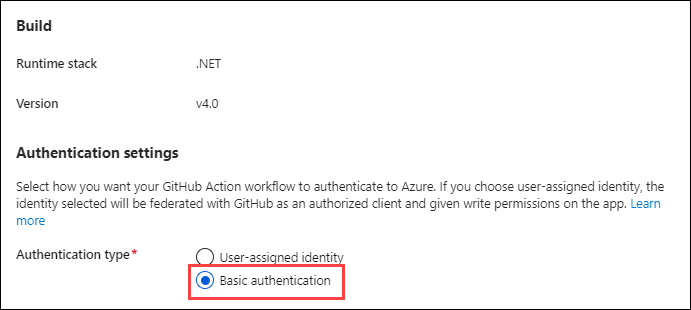 Build
Runtime stack .NET
Version v4.0
Authentication settings
Select how you want your GitHub Action workflow to authenticate to Azure. If you choose user-assigned identity, the
identity selected will be federated with GitHub as an authorized client and given write permissions on the app. Learn
more
Authentication type* User-assigned identity
Basic authentication